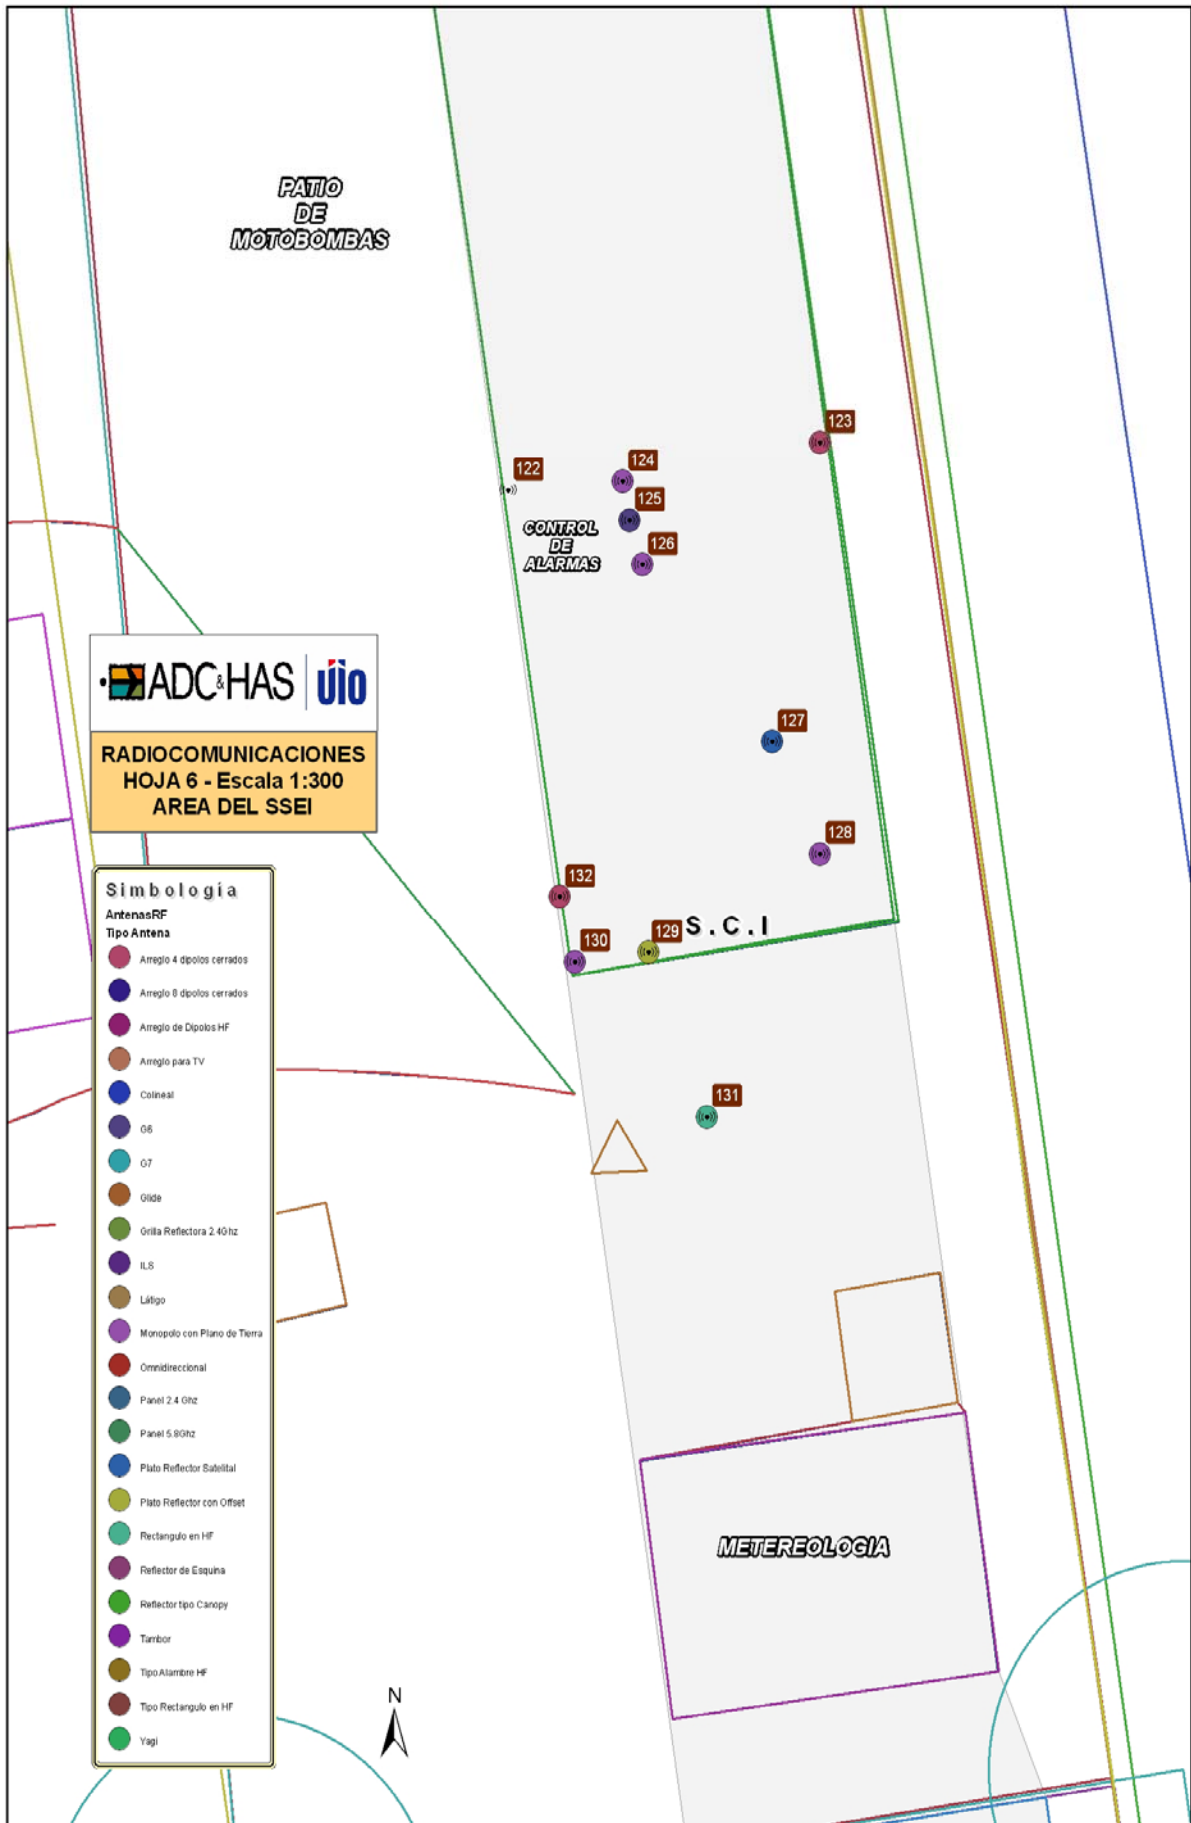 PATIO
DE
MOTOBOMBAS
123
122
124
125
CONTROL
DE
ALARMAS
126
ADC&HAS UIO
RADIOCOMUNICACIONES
HOJA 6 - Escala 1:300
AREA DEL SSEI
127
128
132
S.C.I
129
130
Simbología
AntenasRF
Tipo Antena
Arreglo 4 dipolos cerrados
Arreglo 8 dipolos cerrados
Arreglo de Dipolos HF
Arreglo para TV
Colineal
G6
G7
Glide
Grilla Reflectora 2.4Ghz
ILS
Látigo
Monopolo con Plano de Tierra
Omnidireccional
Panel 2.4 Ghz
Panel 5.8Ghz
Plato Reflector Satelital
Plato Reflector con Offset
Rectangulo en HF
Reflector de Esquina
Reflector tipo Canopy
Tambor
Tipo Alambre HF
Tipo Rectangulo en HF
Yagi
131
METEREOLOGIA
N